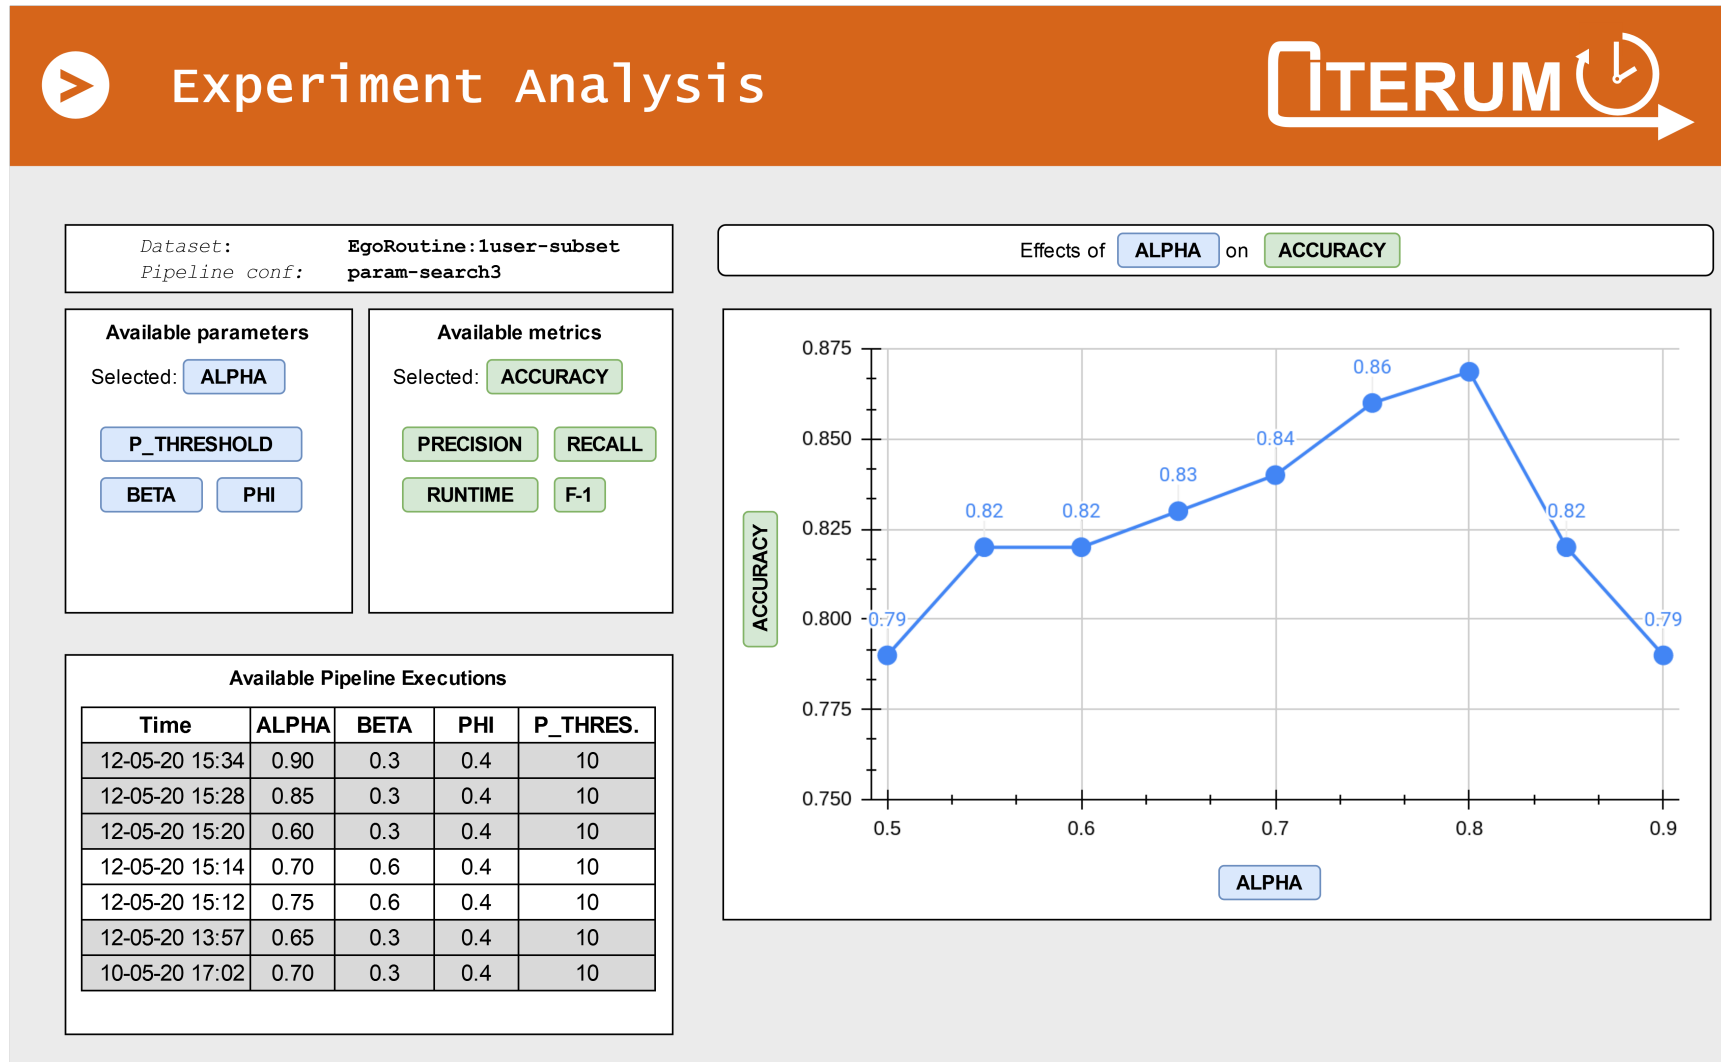 > Experiment Analysis
ITERUM
Dataset: EgoRoutine:1user-subset
Pipeline conf: param-search3
Available parameters
Selected: ALPHA
P_THRESHOLD
BETA PHI
Available metrics
Selected: ACCURACY
PRECISION RECALL
RUNTIME F-1
Available Pipeline Executions
Time ALPHA BETA PHI P_THRES.
12-05-20 15:34 0.90 0.3 0.4 10
12-05-20 15:28 0.85 0.3 0.4 10
12-05-20 15:20 0.60 0.3 0.4 10
12-05-20 15:14 0.70 0.6 0.4 10
12-05-20 15:12 0.75 0.6 0.4 10
12-05-20 13:57 0.65 0.3 0.4 10
10-05-20 17:02 0.70 0.3 0.4 10
Effects of ALPHA on ACCURACY
ACCURACY
0.875
0.850
0.825
0.800
0.775
0.750
0.79
0.82
0.82
0.83
0.84
0.86
0.82
0.79
0.5 0.6 0.7 0.8 0.9
ALPHA